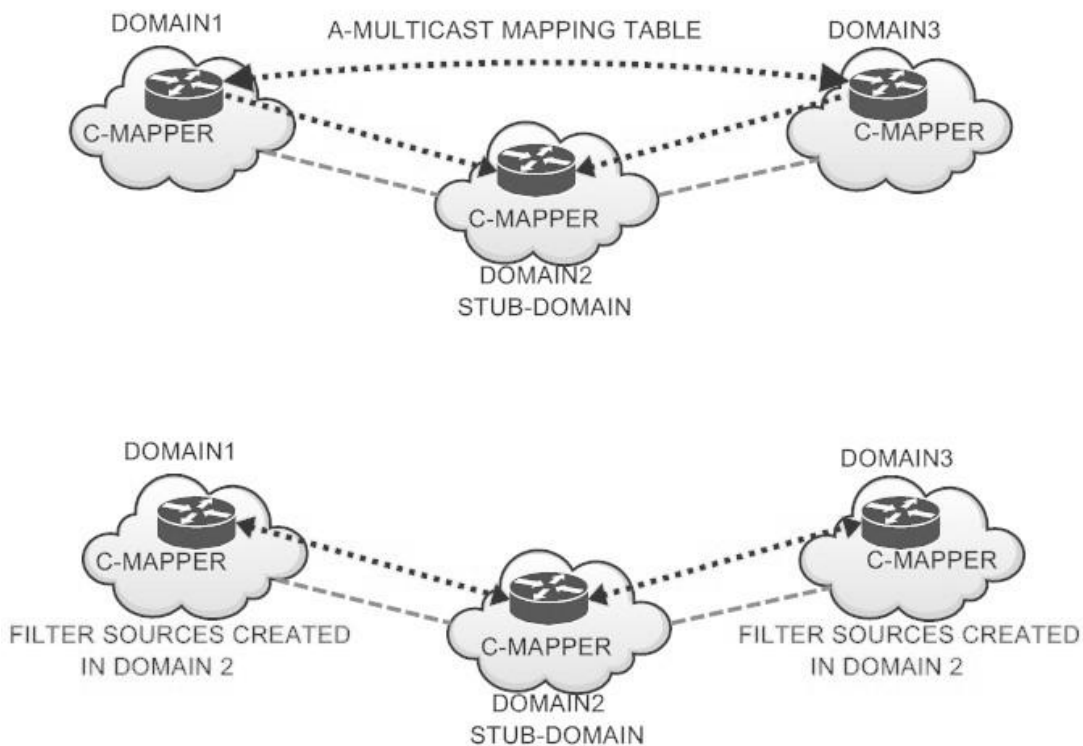 DOMAIN1
A-MULTICAST MAPPING TABLE
DOMAIN3
C-MAPPER
C-MAPPER
C-MAPPER
DOMAIN2
STUB-DOMAIN
DOMAIN1
DOMAIN3
C-MAPPER
C-MAPPER
C-MAPPER
FILTER SOURCES CREATED
IN DOMAIN 2
FILTER SOURCES CREATED
IN DOMAIN 2
DOMAIN2
STUB-DOMAIN